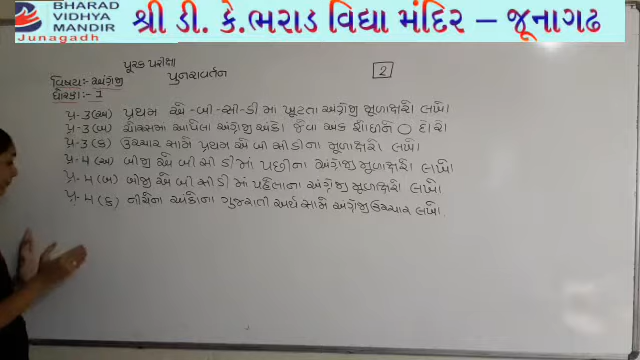 BHARAD
VIDHYA
MANDIR
Junagadh
શ્રી ડી. કે.ભરાડ વિદ્યા મંદિર – જૂનાગઢ
પૂરક પરીક્ષા
વિષય:- અંગ્રેજી
પુનરાવર્તન
2
ધોરણ:- 1
પ્ર-3(અ) પ્રથમ એ-બી-સી-ડી માં ખૂટતા અંગ્રેજી મૂળાક્ષરો લખો
પ્ર-3(બ) ચોક્સમાં આપેલા અંગ્રેજી અંકો જેવા અંક શોધીને ○ દોરો
પ્ર-3(ક) ઉચ્ચાર સામે પ્રથમ એ બી સી ડી ના મૂળાક્ષરો લખો
પ્ર-4(અ) બીજી એ બી સી ડી માં પછીના અંગ્રેજી મૂળાક્ષરો લખો
પ્ર-4(બ) બીજી એ બી સી ડી માં પહેલાના અંગ્રેજી મૂળાક્ષરો લખો
પ્ર-4(ક) નીચેના અંકોના ગુજરાતી અર્થ સામે અંગ્રેજી ઉચ્ચાર લખો